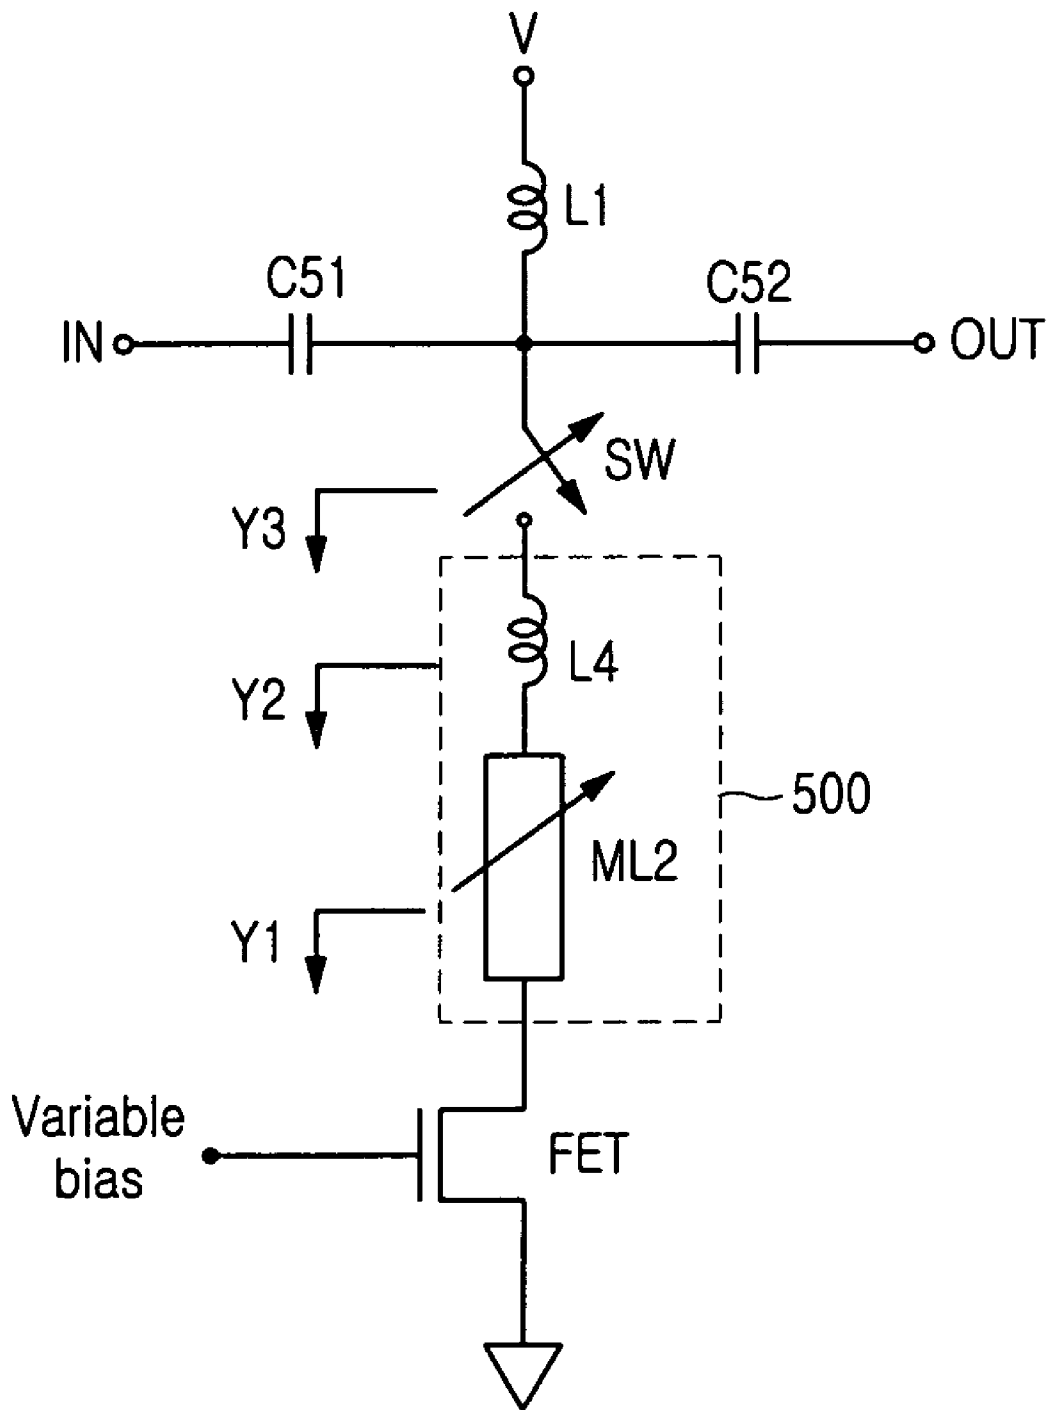 V
L1
C51
C52
IN
OUT
SW
Y3
L4
Y2
500
ML2
Y1
Variable
bias
FET